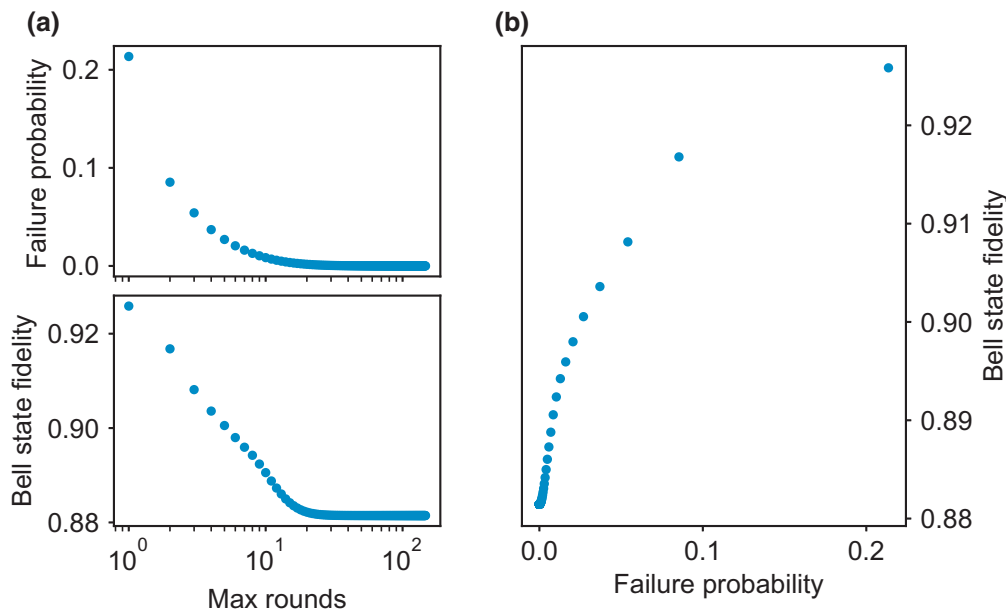 (a)
Failure probability
0.2
0.1
0.0
Bell state fidelity
0.92
0.90
0.88
10^0
10^1
10^2
Max rounds
(b)
0.92
0.91
0.90
0.89
0.88
Bell state fidelity
0.0
0.1
0.2
Failure probability